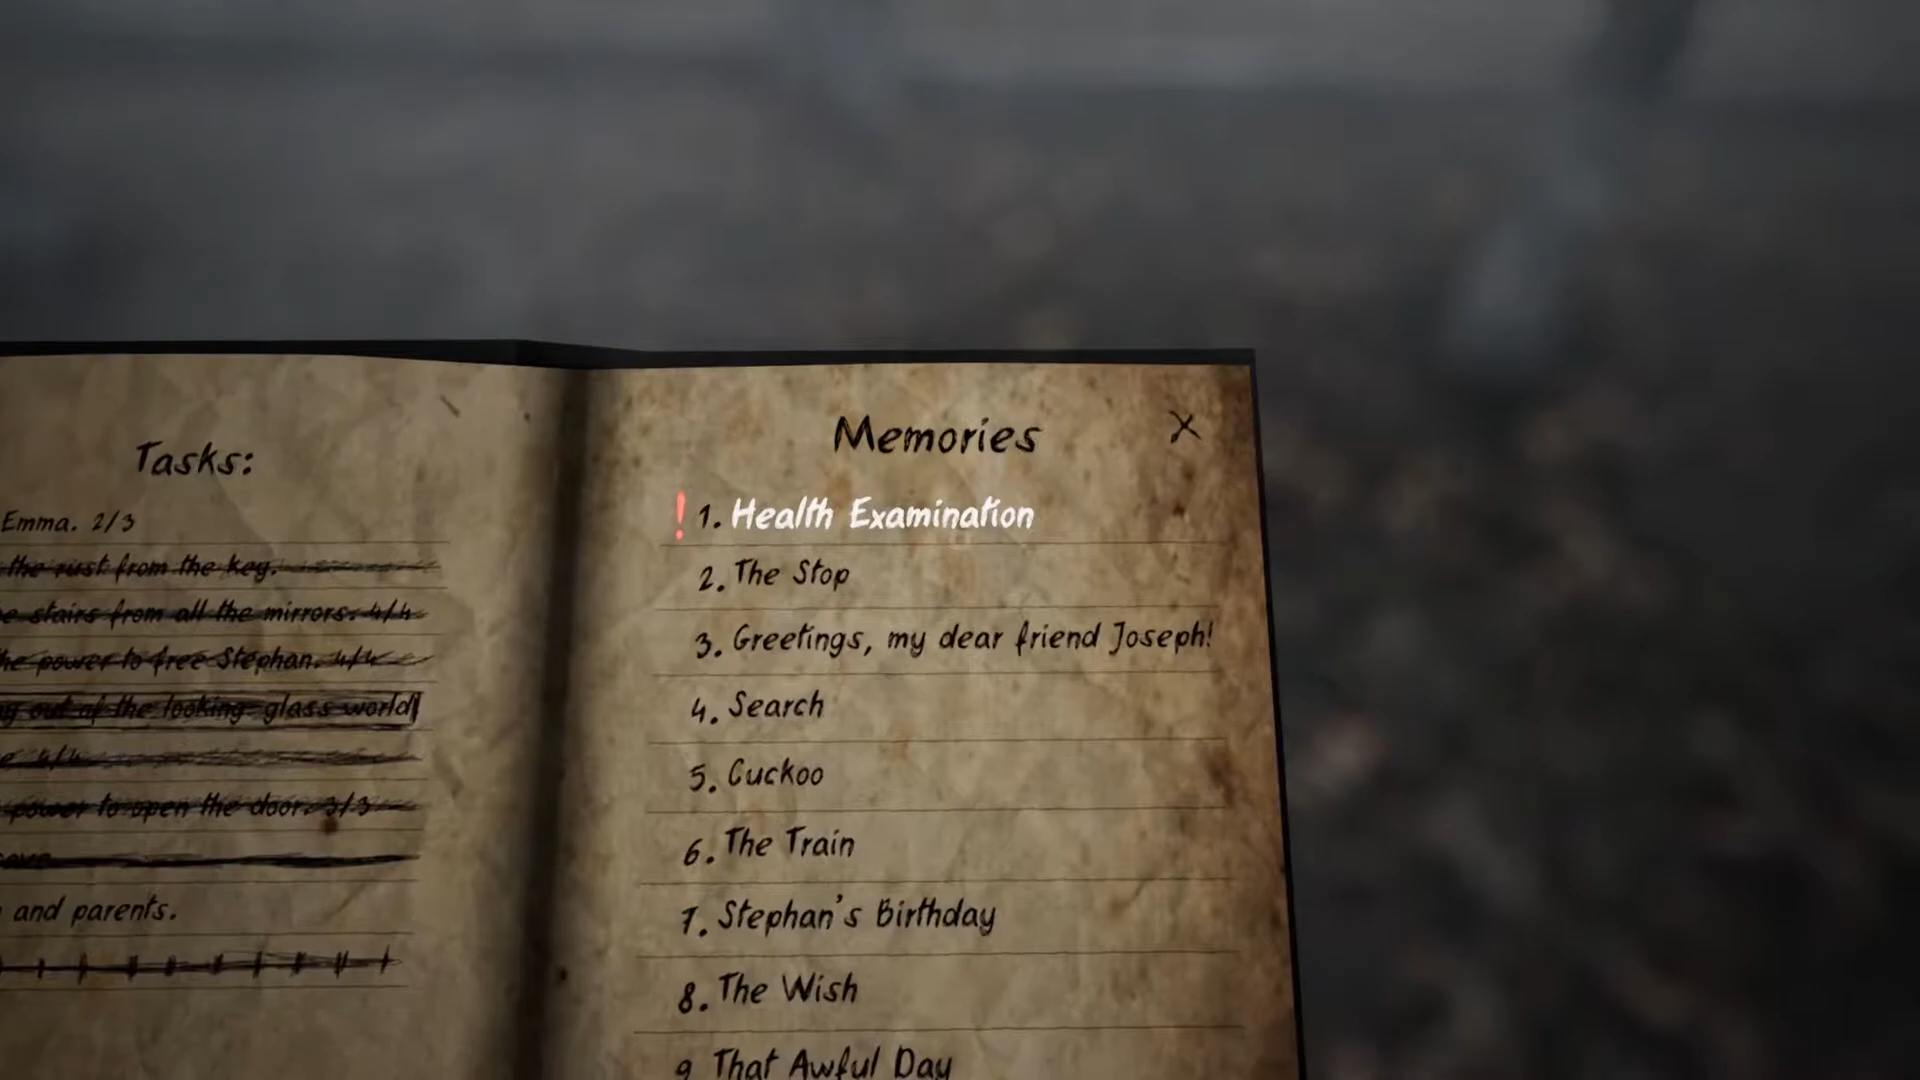 Tasks:
Emma. 2/3
the rust from the key.
stairs from all the mirrors. 4/4
the power to free Stephan. 4/4
out of the looking-glass world
4/4
power to open the door. 3/3
and parents.
Memories
X
! 1. Health Examination
2. The Stop
3. Greetings, my dear friend Joseph!
4. Search
5. Cuckoo
6. The Train
7. Stephan's Birthday
8. The Wish
9 That Awful Day